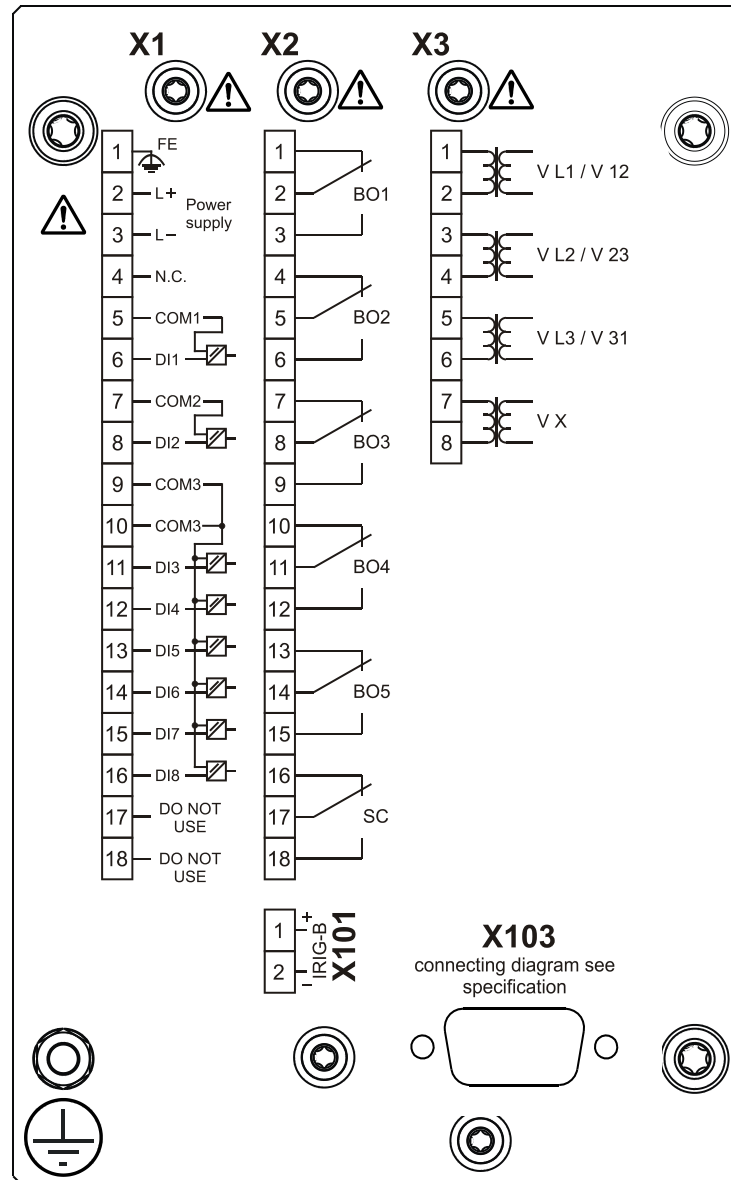 X1 X2 X3
1 FE
2 L+
Power
supply
3 L−
4 N.C.
5 COM1
6 DI1
7 COM2
8 DI2
9 COM3
10 COM3
11 DI3
12 DI4
13 DI5
14 DI6
15 DI7
16 DI8
17 DO NOT
USE
18 DO NOT
USE
1
2 BO1
3
4
5 BO2
6
7
8 BO3
9
10
11 BO4
12
13
14 BO5
15
16
17 SC
18
1
2
V L1 / V 12
3
4
V L2 / V 23
5
6
V L3 / V 31
7
8
V X
1 +
2 −
IRIG-B
X101
X103
connecting diagram see
specification